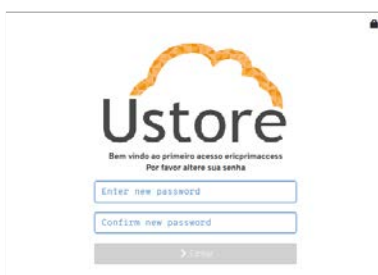 Ustore
Bem vindo ao primeiro acesso ericprimaccess
Por favor altere sua senha
Enter new password
Confirm new password